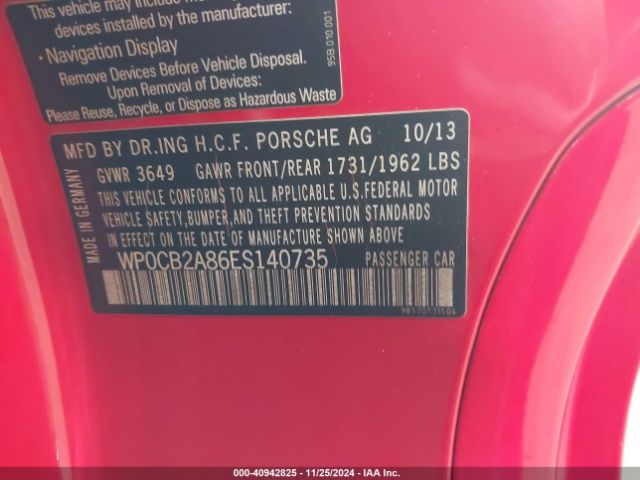 This vehicle may include
devices installed by the manufacturer:
• Navigation Display
Remove Devices Before Vehicle Disposal.
Upon Removal of Devices:
Please Reuse, Recycle, or Dispose as Hazardous Waste
95B 010 001
MFD BY DR.ING H.C.F. PORSCHE AG 10/13
GVWR 3649 GAWR FRONT/REAR 1731/1962 LBS
THIS VEHICLE CONFORMS TO ALL APPLICABLE U.S.FEDERAL MOTOR
VEHICLE SAFETY,BUMPER,AND THEFT PREVENTION STANDARDS
IN EFFECT ON THE DATE OF MANUFACTURE SHOWN ABOVE.
WP0CB2A86ES140735 PASSENGER CAR
MADE IN GERMANY
000-40942825 - 11/25/2024 - IAA Inc.